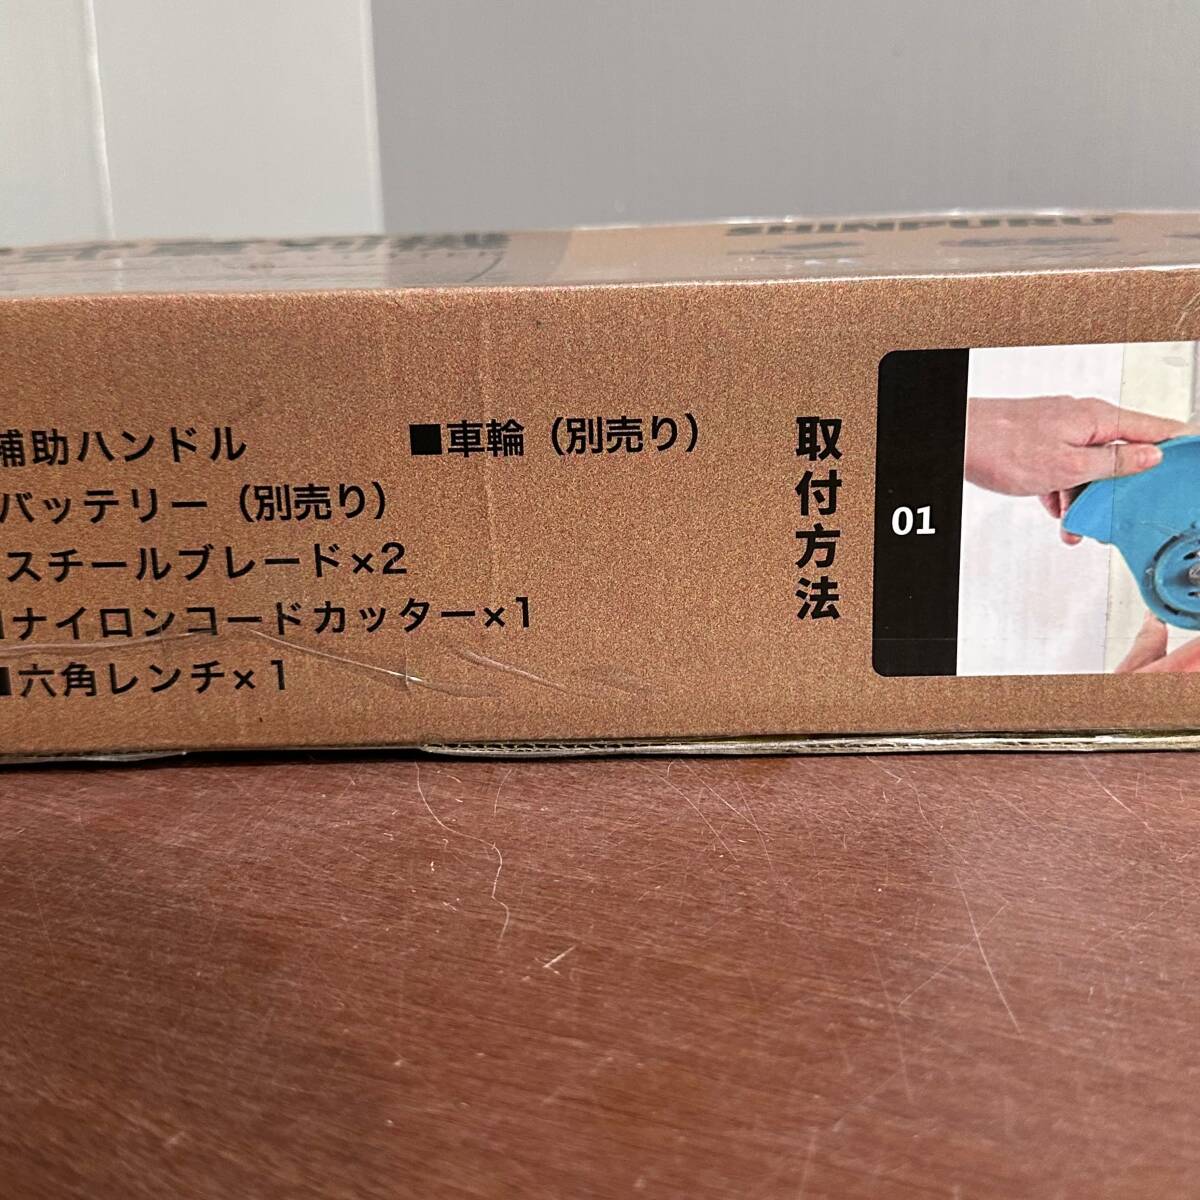 SHINPURU
補助ハンドル
■車輪（別売り）
バッテリー（別売り）
スチールブレード×2
■ナイロンコードカッター×1
■六角レンチ×1
取付方法
01